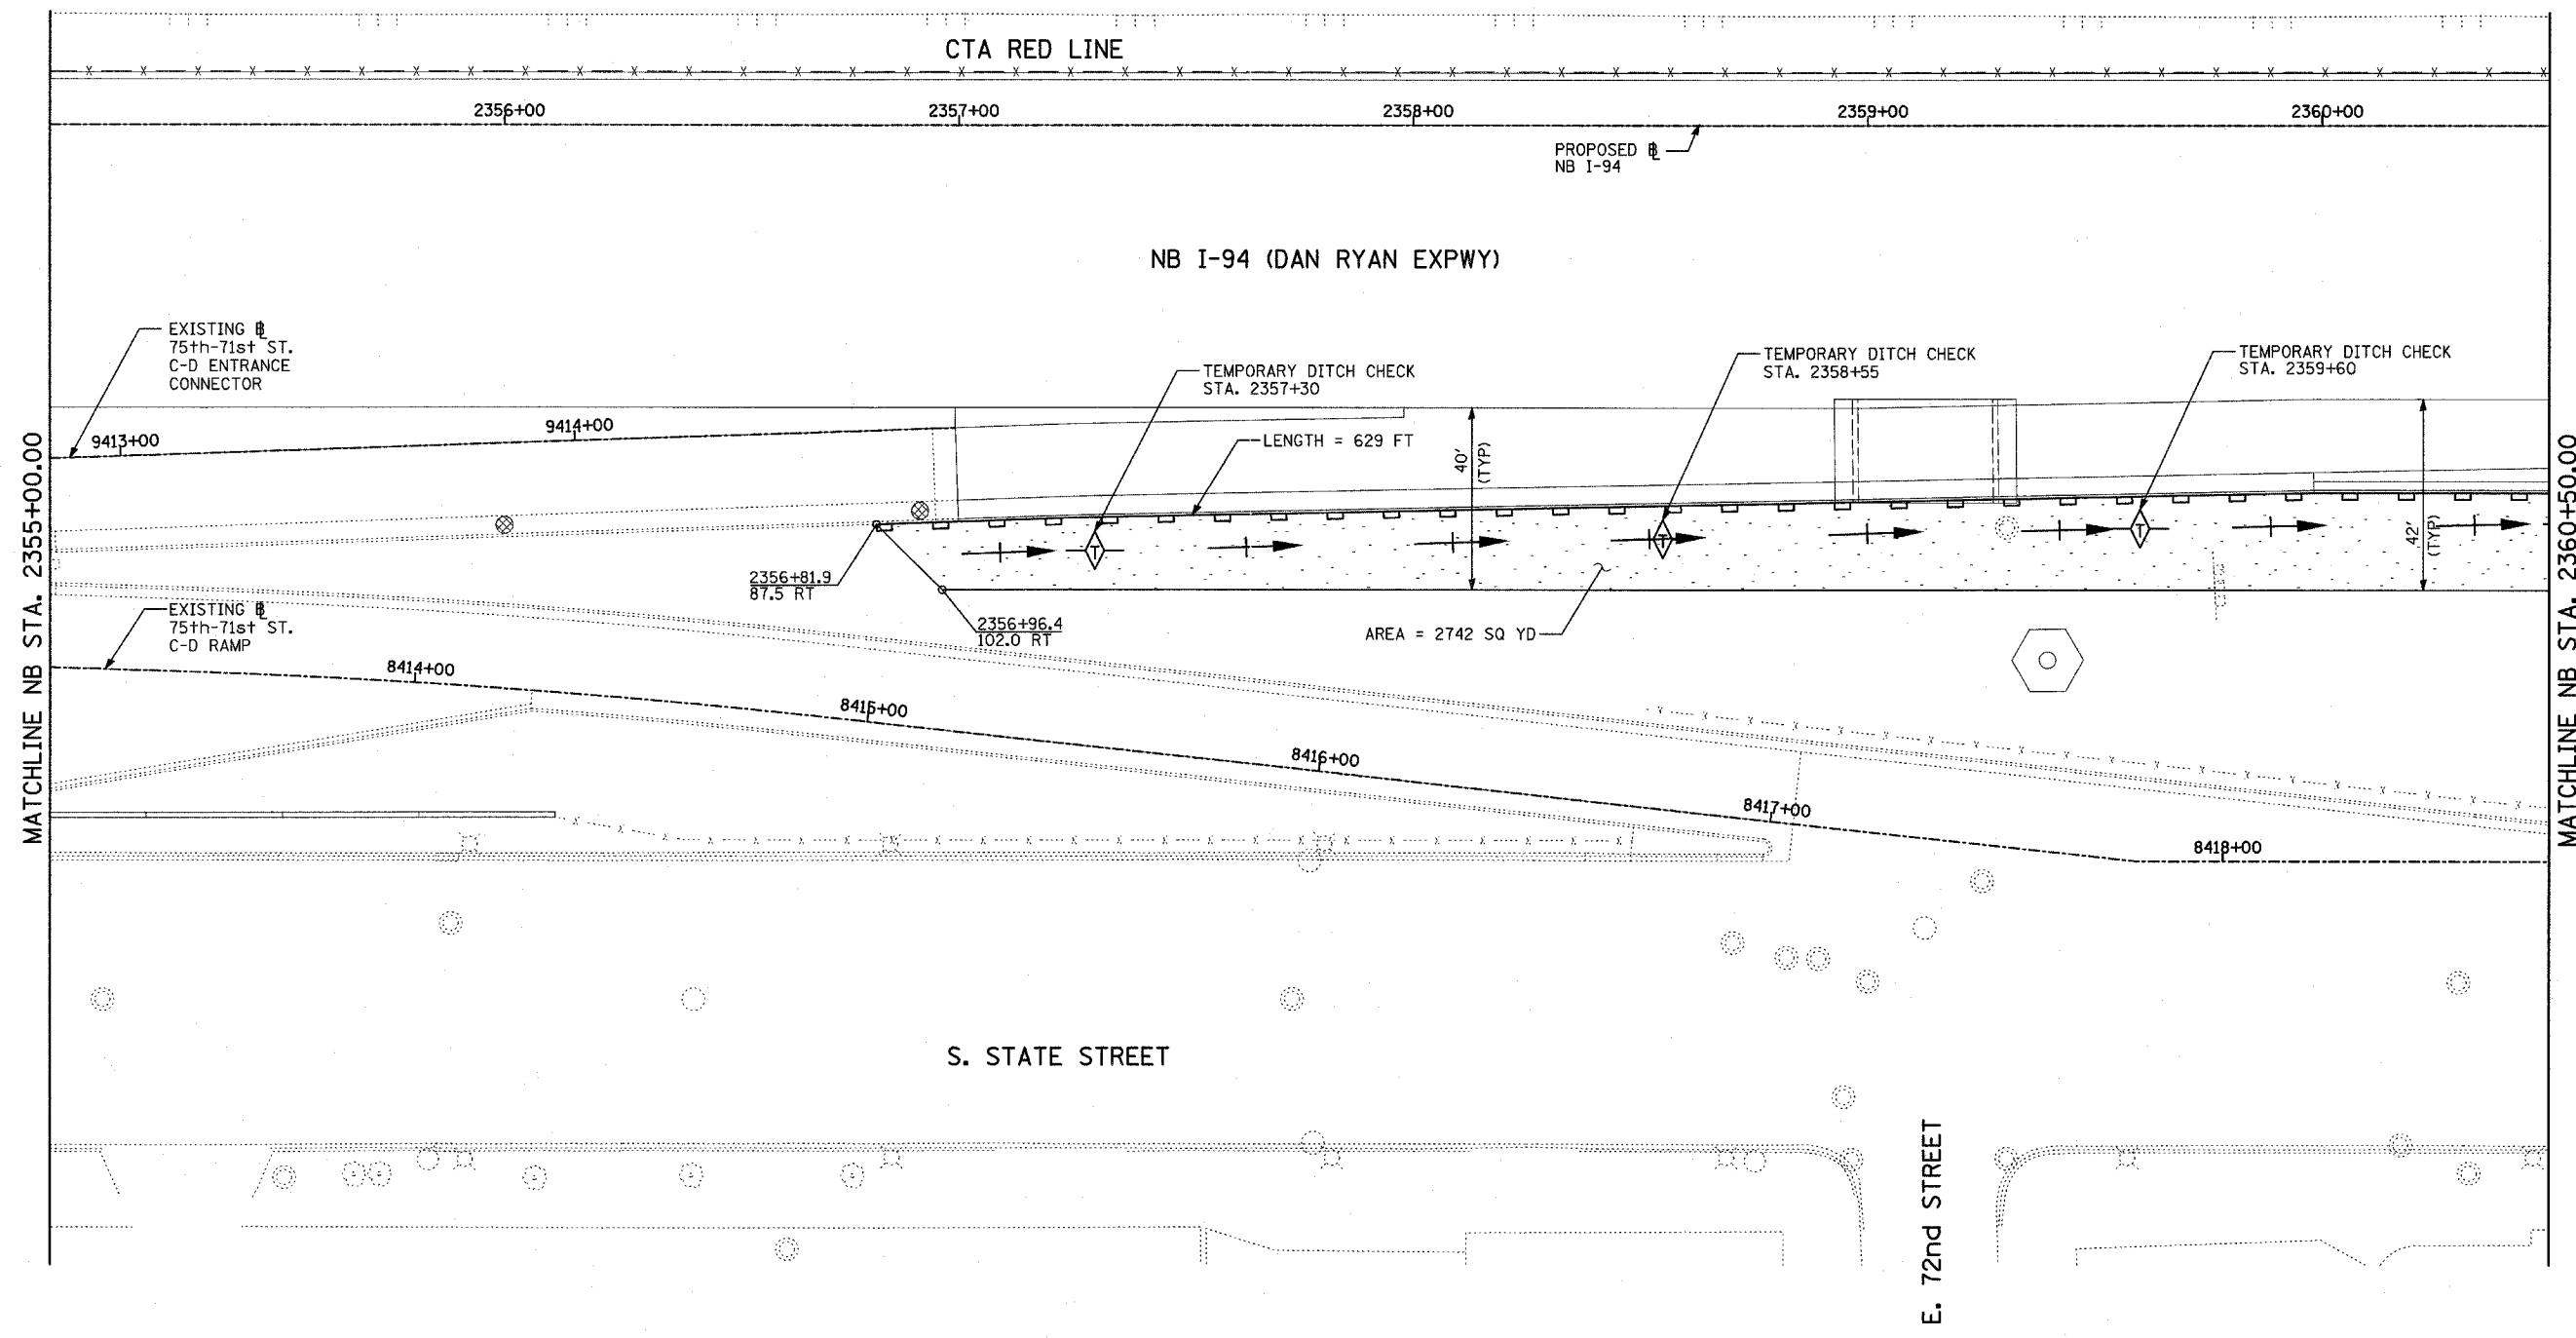 CTA RED LINE
2356+00
2357+00
2358+00
2359+00
2360+00
PROPOSED ℄
NB I-94
NB I-94 (DAN RYAN EXPWY)
EXISTING ℄
75th-71st ST.
C-D ENTRANCE
CONNECTOR
TEMPORARY DITCH CHECK
STA. 2357+30
TEMPORARY DITCH CHECK
STA. 2358+55
TEMPORARY DITCH CHECK
STA. 2359+60
9413+00
9414+00
LENGTH = 629 FT
40'
(TYP)
42'
(TYP)
T
T
T
MATCHLINE NB STA. 2355+00.00
MATCHLINE NB STA. 2360+50.00
2356+81.9
87.5 RT
2356+96.4
102.0 RT
AREA = 2742 SQ YD
EXISTING ℄
75th-71st ST.
C-D RAMP
8414+00
8415+00
8416+00
8417+00
8418+00
S. STATE STREET
E. 72nd STREET